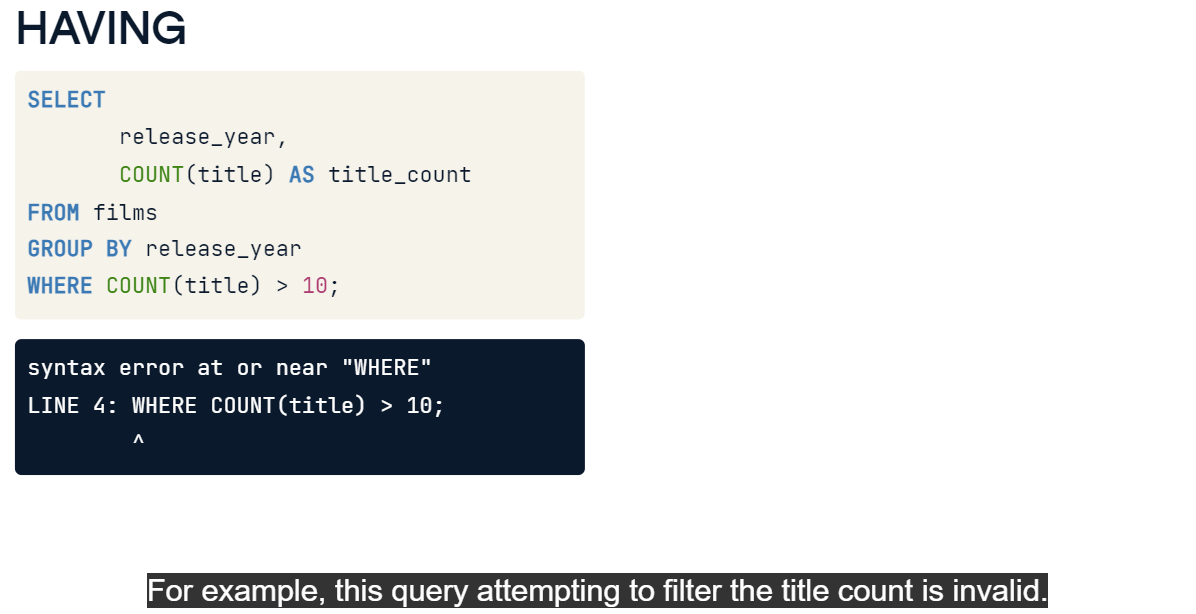 HAVING
SELECT
release_year,
COUNT(title) AS title_count
FROM films
GROUP BY release_year
WHERE COUNT(title) > 10;
syntax error at or near "WHERE"
LINE 4: WHERE COUNT(title) > 10;
^
For example, this query attempting to filter the title count is invalid.